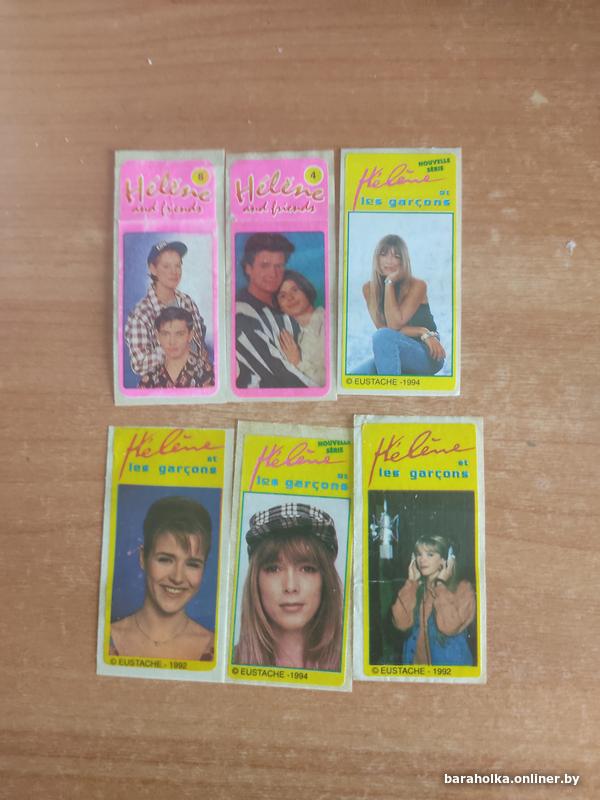 8
Hélène
and friends
4
Hélène
and friends
NOUVELLE
SÉRIE
Hélène
et
les garçons
© EUSTACHE -1994
Hélène
et
les garçons
© EUSTACHE - 1992
NOUVELLE
SÉRIE
Hélène
et
les garçons
© EUSTACHE -1994
Hélène
et
les garçons
© EUSTACHE - 1992
baraholka.onliner.by